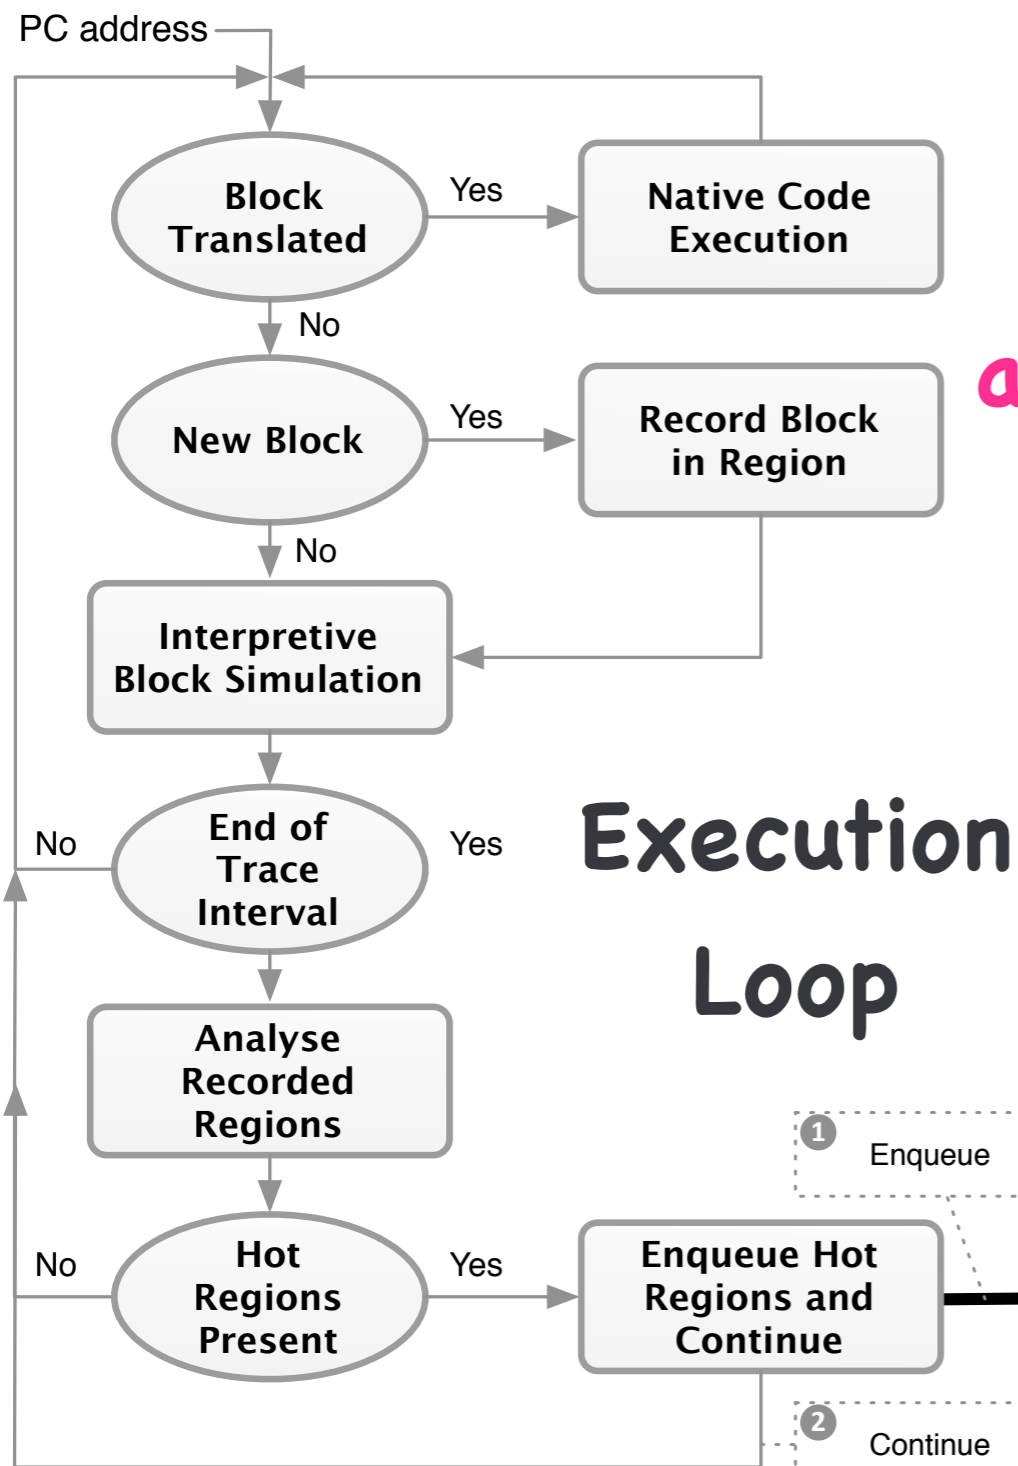 PC address
Block
Translated
Yes
Native Code
Execution
No
New Block
Yes
Record Block
in Region
a
No
Interpretive
Block Simulation
No
End of
Trace
Interval
Yes
Execution
Loop
Analyse
Recorded
Regions
1
Enqueue
No
Hot
Regions
Present
Yes
Enqueue Hot
Regions and
Continue
2
Continue